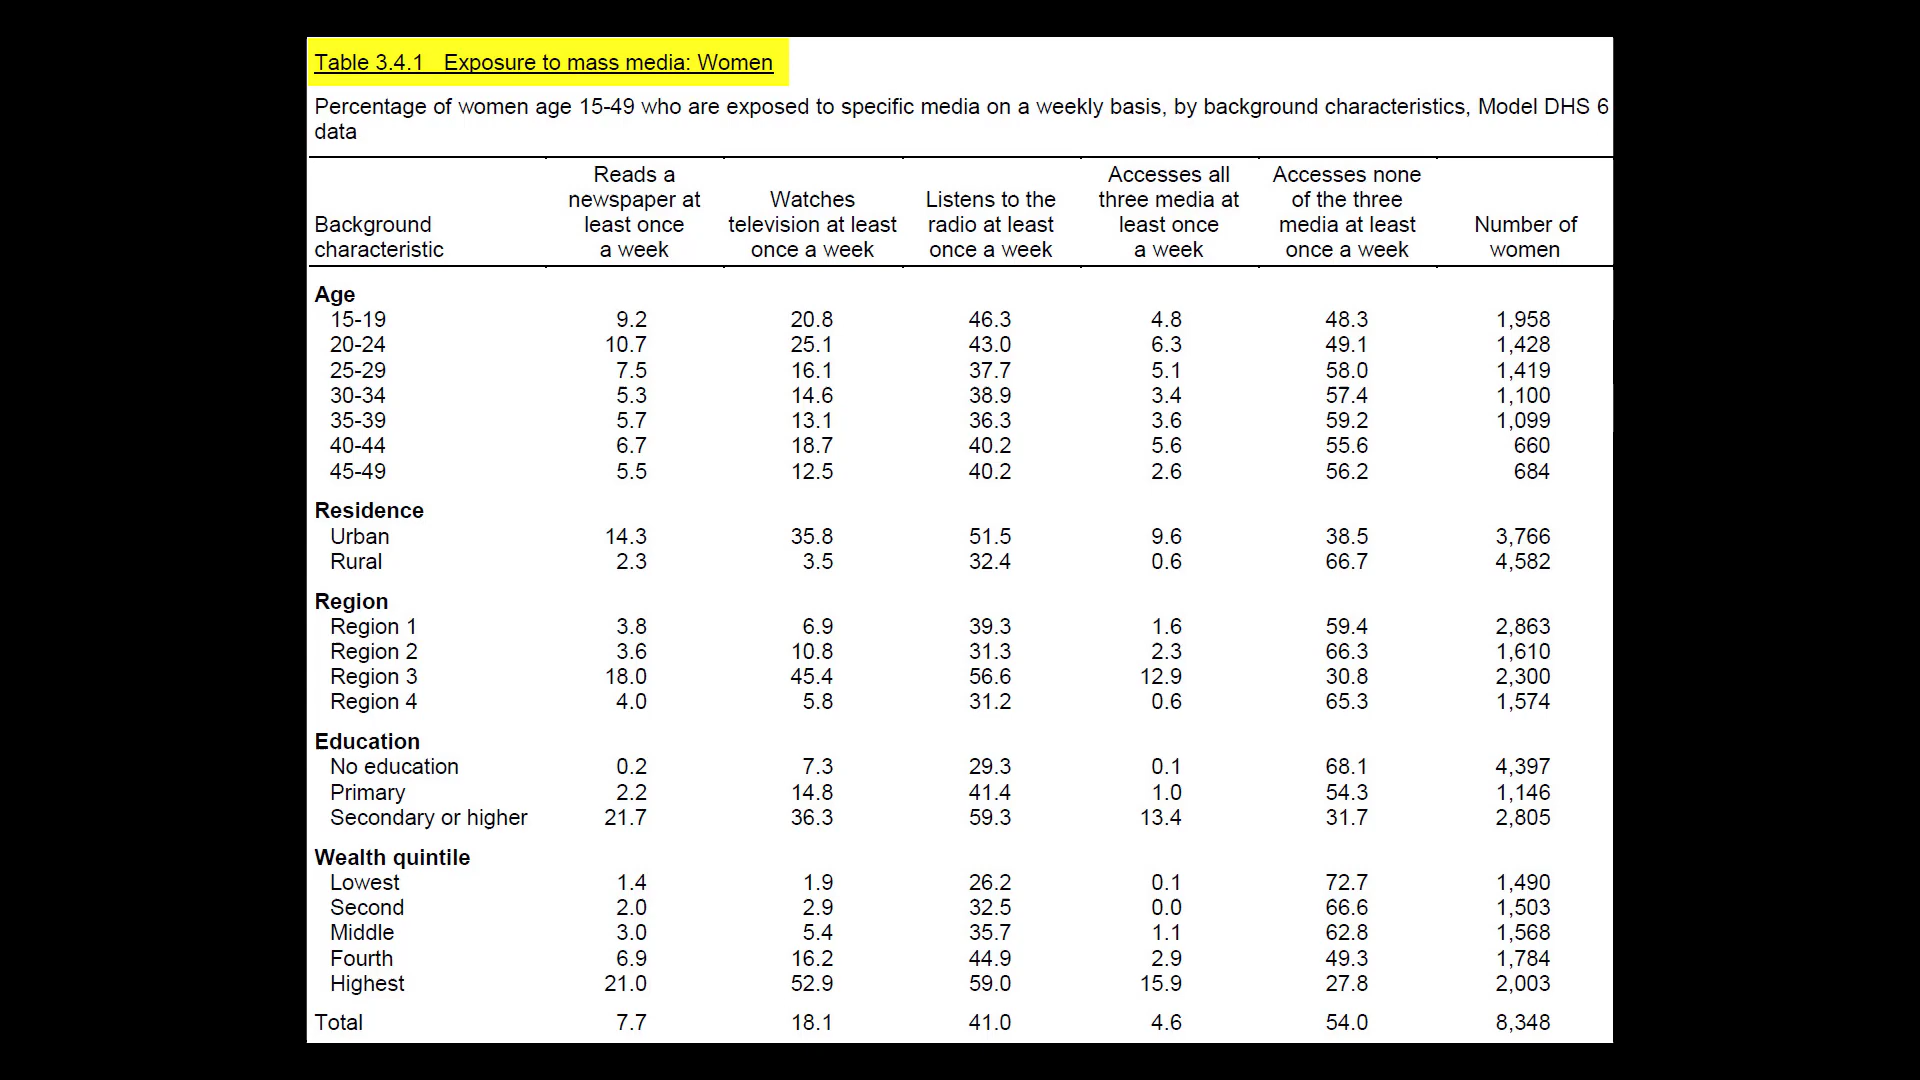 Table 3.4.1 Exposure to mass media: Women
Percentage of women age 15-49 who are exposed to specific media on a weekly basis, by background characteristics, Model DHS 6
data
Background characteristic | Reads a newspaper at least once a week | Watches television at least once a week | Listens to the radio at least once a week | Accesses all three media at least once a week | Accesses none of the three media at least once a week | Number of women
Age
15-19 9.2 20.8 46.3 4.8 48.3 1,958
20-24 10.7 25.1 43.0 6.3 49.1 1,428
25-29 7.5 16.1 37.7 5.1 58.0 1,419
30-34 5.3 14.6 38.9 3.4 57.4 1,100
35-39 5.7 13.1 36.3 3.6 59.2 1,099
40-44 6.7 18.7 40.2 5.6 55.6 660
45-49 5.5 12.5 40.2 2.6 56.2 684
Residence
Urban 14.3 35.8 51.5 9.6 38.5 3,766
Rural 2.3 3.5 32.4 0.6 66.7 4,582
Region
Region 1 3.8 6.9 39.3 1.6 59.4 2,863
Region 2 3.6 10.8 31.3 2.3 66.3 1,610
Region 3 18.0 45.4 56.6 12.9 30.8 2,300
Region 4 4.0 5.8 31.2 0.6 65.3 1,574
Education
No education 0.2 7.3 29.3 0.1 68.1 4,397
Primary 2.2 14.8 41.4 1.0 54.3 1,146
Secondary or higher 21.7 36.3 59.3 13.4 31.7 2,805
Wealth quintile
Lowest 1.4 1.9 26.2 0.1 72.7 1,490
Second 2.0 2.9 32.5 0.0 66.6 1,503
Middle 3.0 5.4 35.7 1.1 62.8 1,568
Fourth 6.9 16.2 44.9 2.9 49.3 1,784
Highest 21.0 52.9 59.0 15.9 27.8 2,003
Total 7.7 18.1 41.0 4.6 54.0 8,348